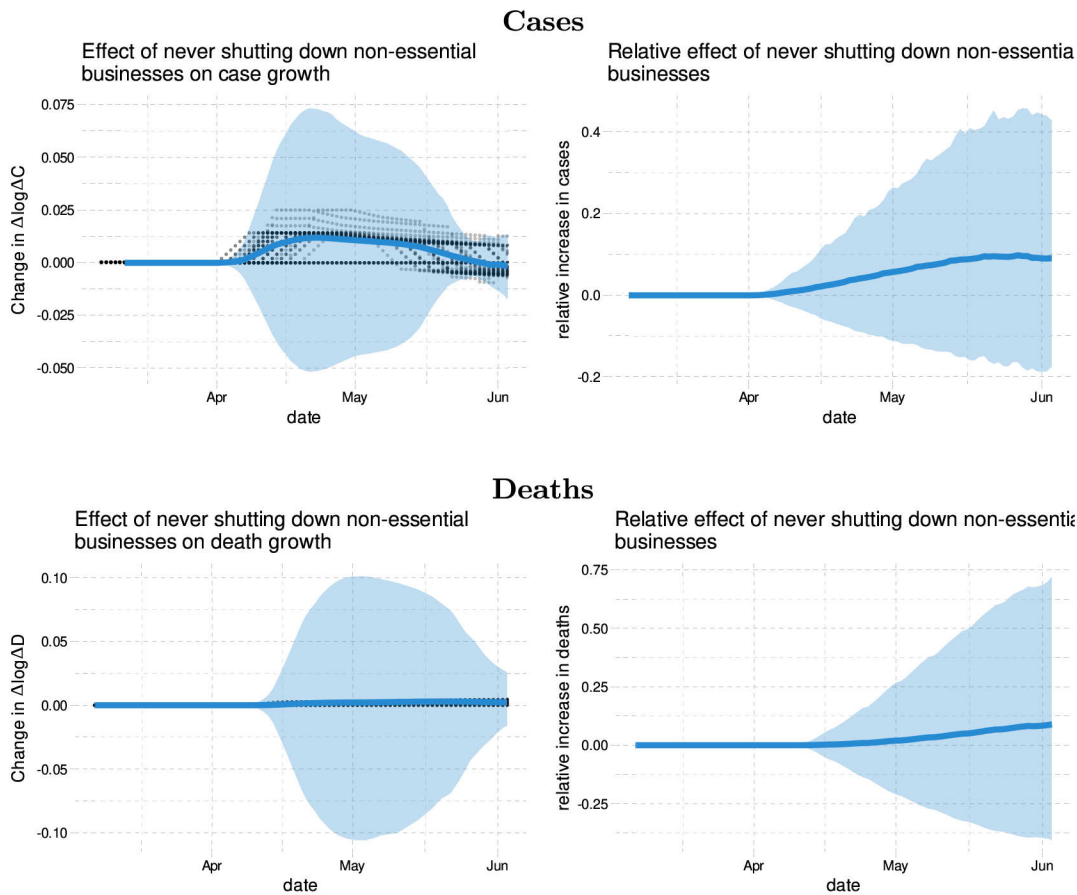 Cases
Effect of never shutting down non-essential
businesses on case growth
Change in ΔlogΔC
0.075
0.050
0.025
0.000
-0.025
-0.050
Apr
May
Jun
date
Relative effect of never shutting down non-essentia
businesses
relative increase in cases
0.4
0.2
0.0
-0.2
Apr
May
Jun
date
Deaths
Effect of never shutting down non-essential
businesses on death growth
Change in ΔlogΔD
0.10
0.05
0.00
-0.05
-0.10
Apr
May
Jun
date
Relative effect of never shutting down non-essentia
businesses
relative increase in deaths
0.75
0.50
0.25
0.00
-0.25
Apr
May
Jun
date